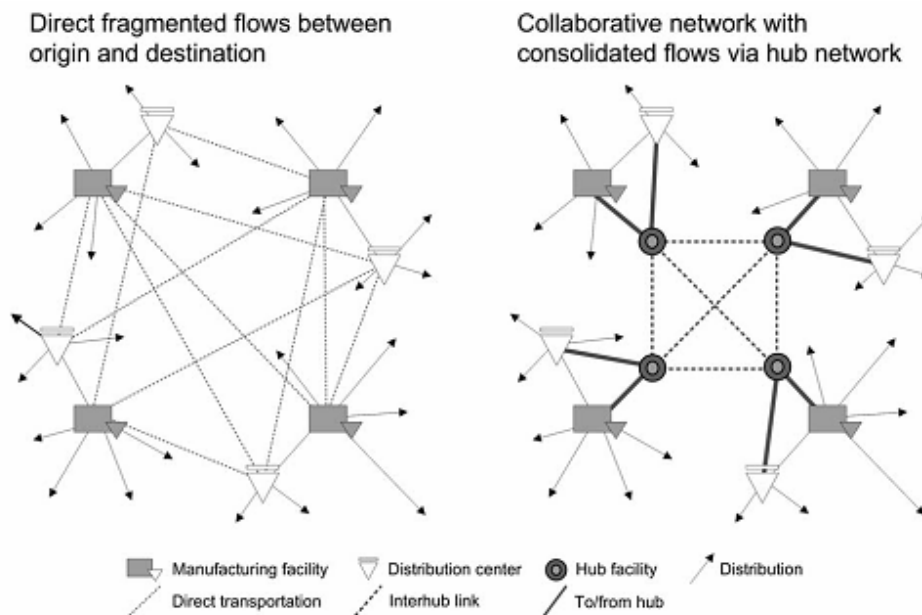 Direct fragmented flows between
origin and destination
Collaborative network with
consolidated flows via hub network
Manufacturing facility
Distribution center
Hub facility
Distribution
Direct transportation
Interhub link
To/from hub